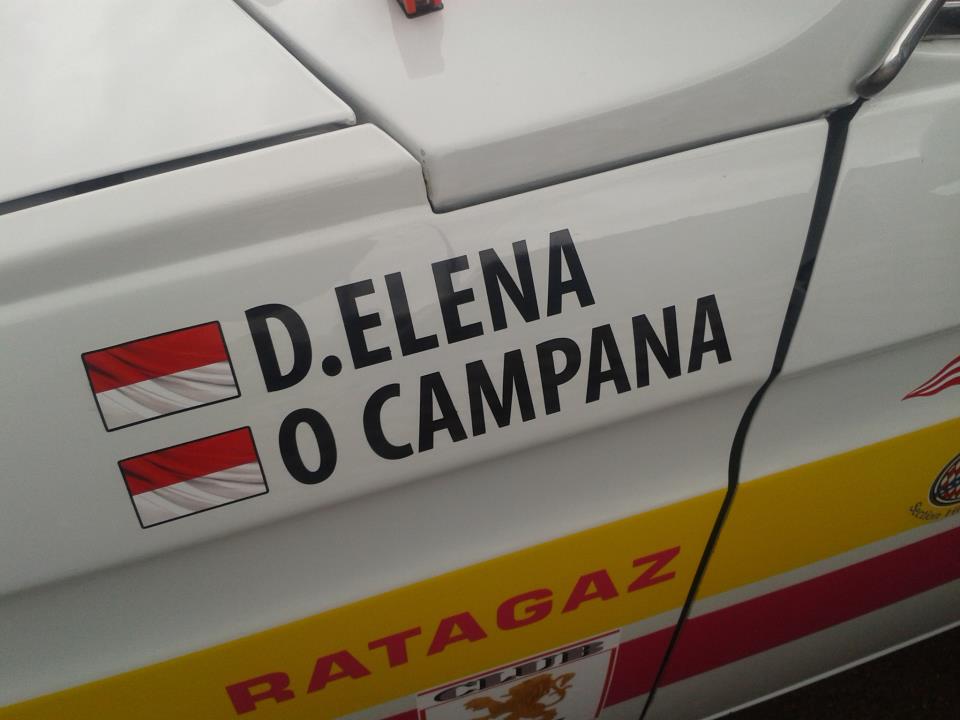 D.ELENA
O CAMPANA
RATAGAZ
CLUB